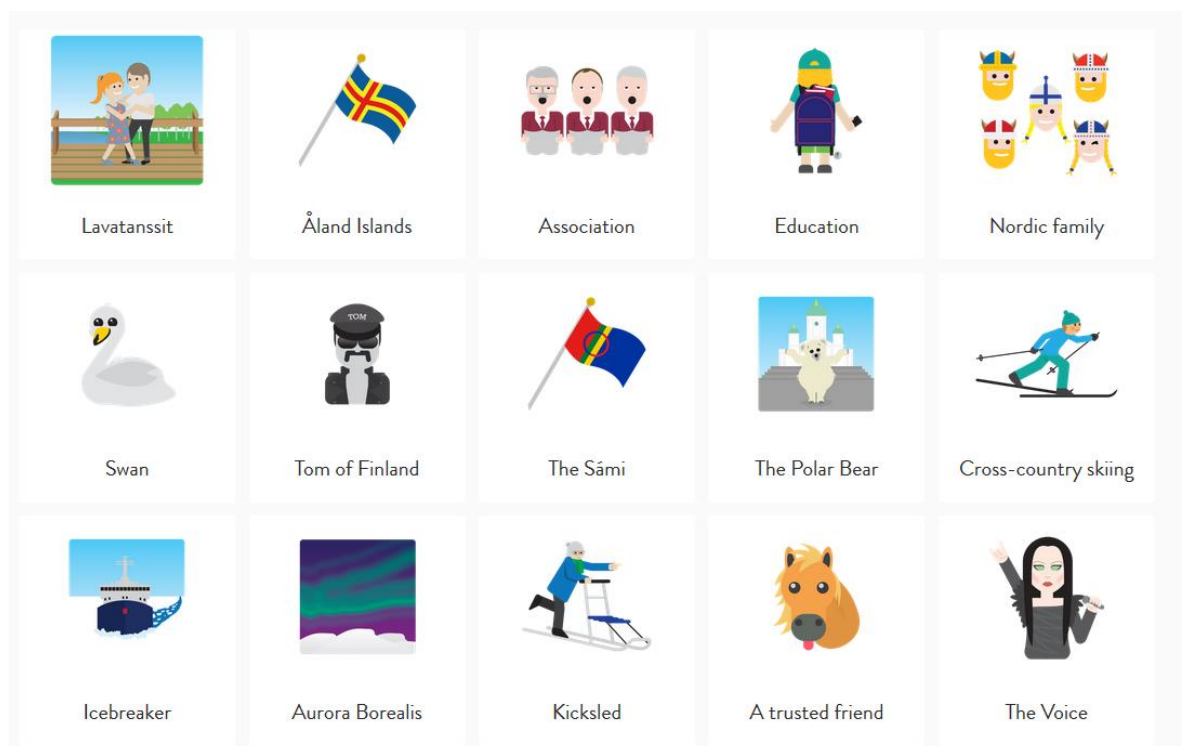 Lavatanssit
Åland Islands
Association
Education
Nordic family
TOM
Swan
Tom of Finland
The Sámi
The Polar Bear
Cross-country skiing
Icebreaker
Aurora Borealis
Kicksled
A trusted friend
The Voice